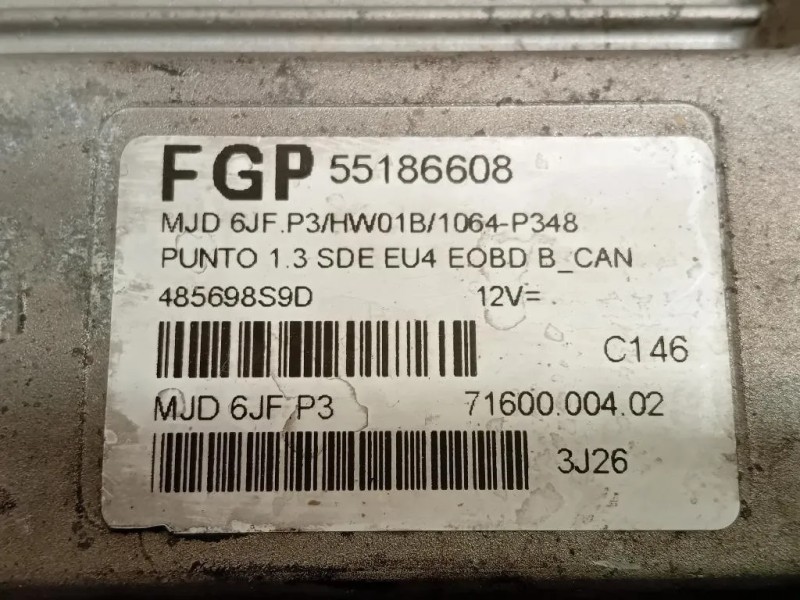 FGP 55186608
MJD 6JF.P3/HW01B/1064-P348
PUNTO 1.3 SDE EU4 EOBD B_CAN
485698S9D 12V=
C146
MJD 6JF.P3 71600.004.02
3J26